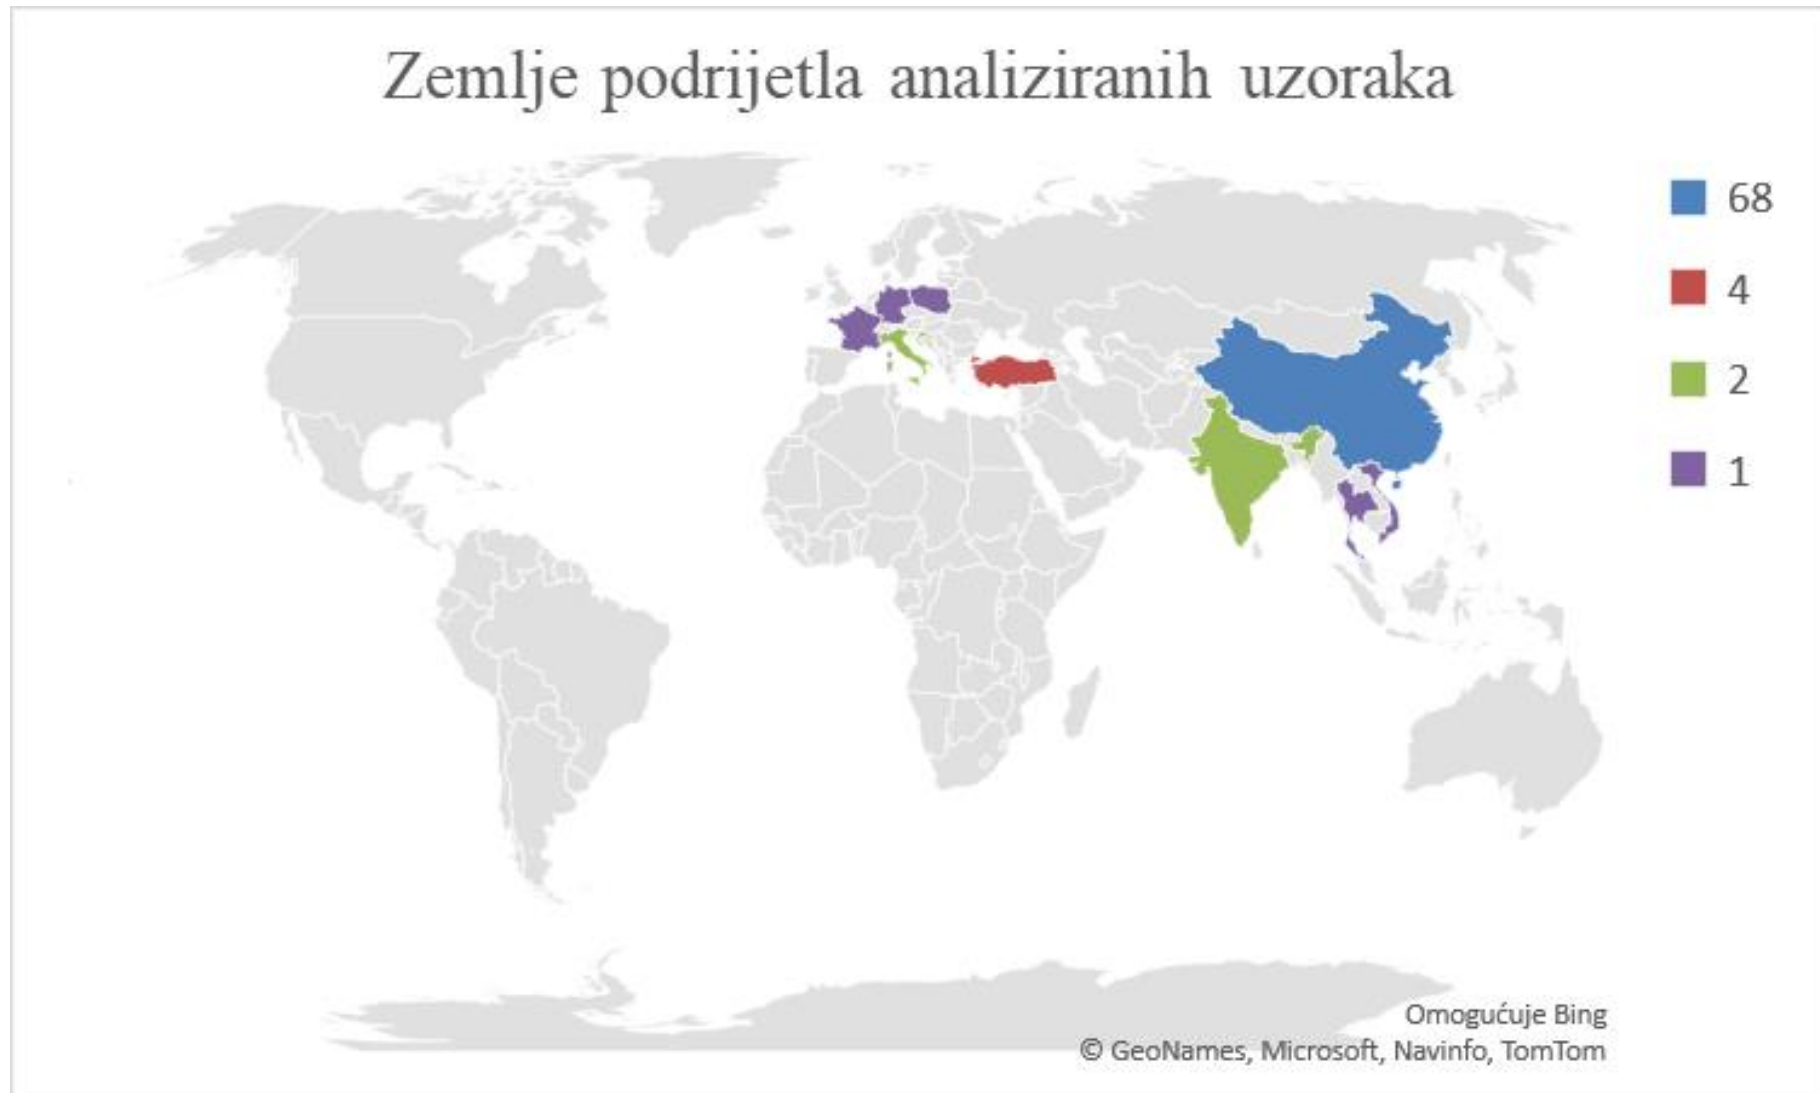 Zemlje podrijetla analiziranih uzoraka
68
4
2
1
Omogućuje Bing
© GeoNames, Microsoft, Navinfo, TomTom